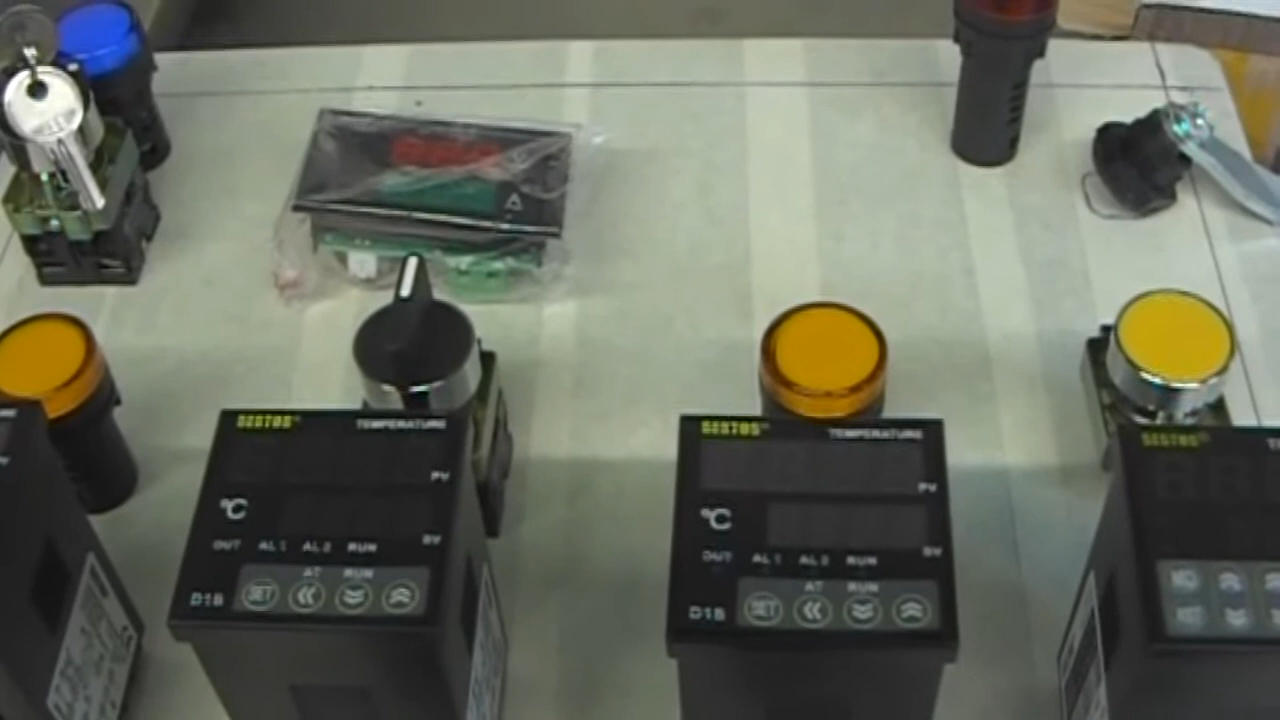 SESTOS
TEMPERATURE
PV
°C
SV
OUT AL1 AL2 RUN
AT RUN
SET
D1S
SESTOS
TEMPERATURE
PV
°C
SV
OUT AL1 AL2 RUN
AT RUN
SET
D1S
SESTOS
A